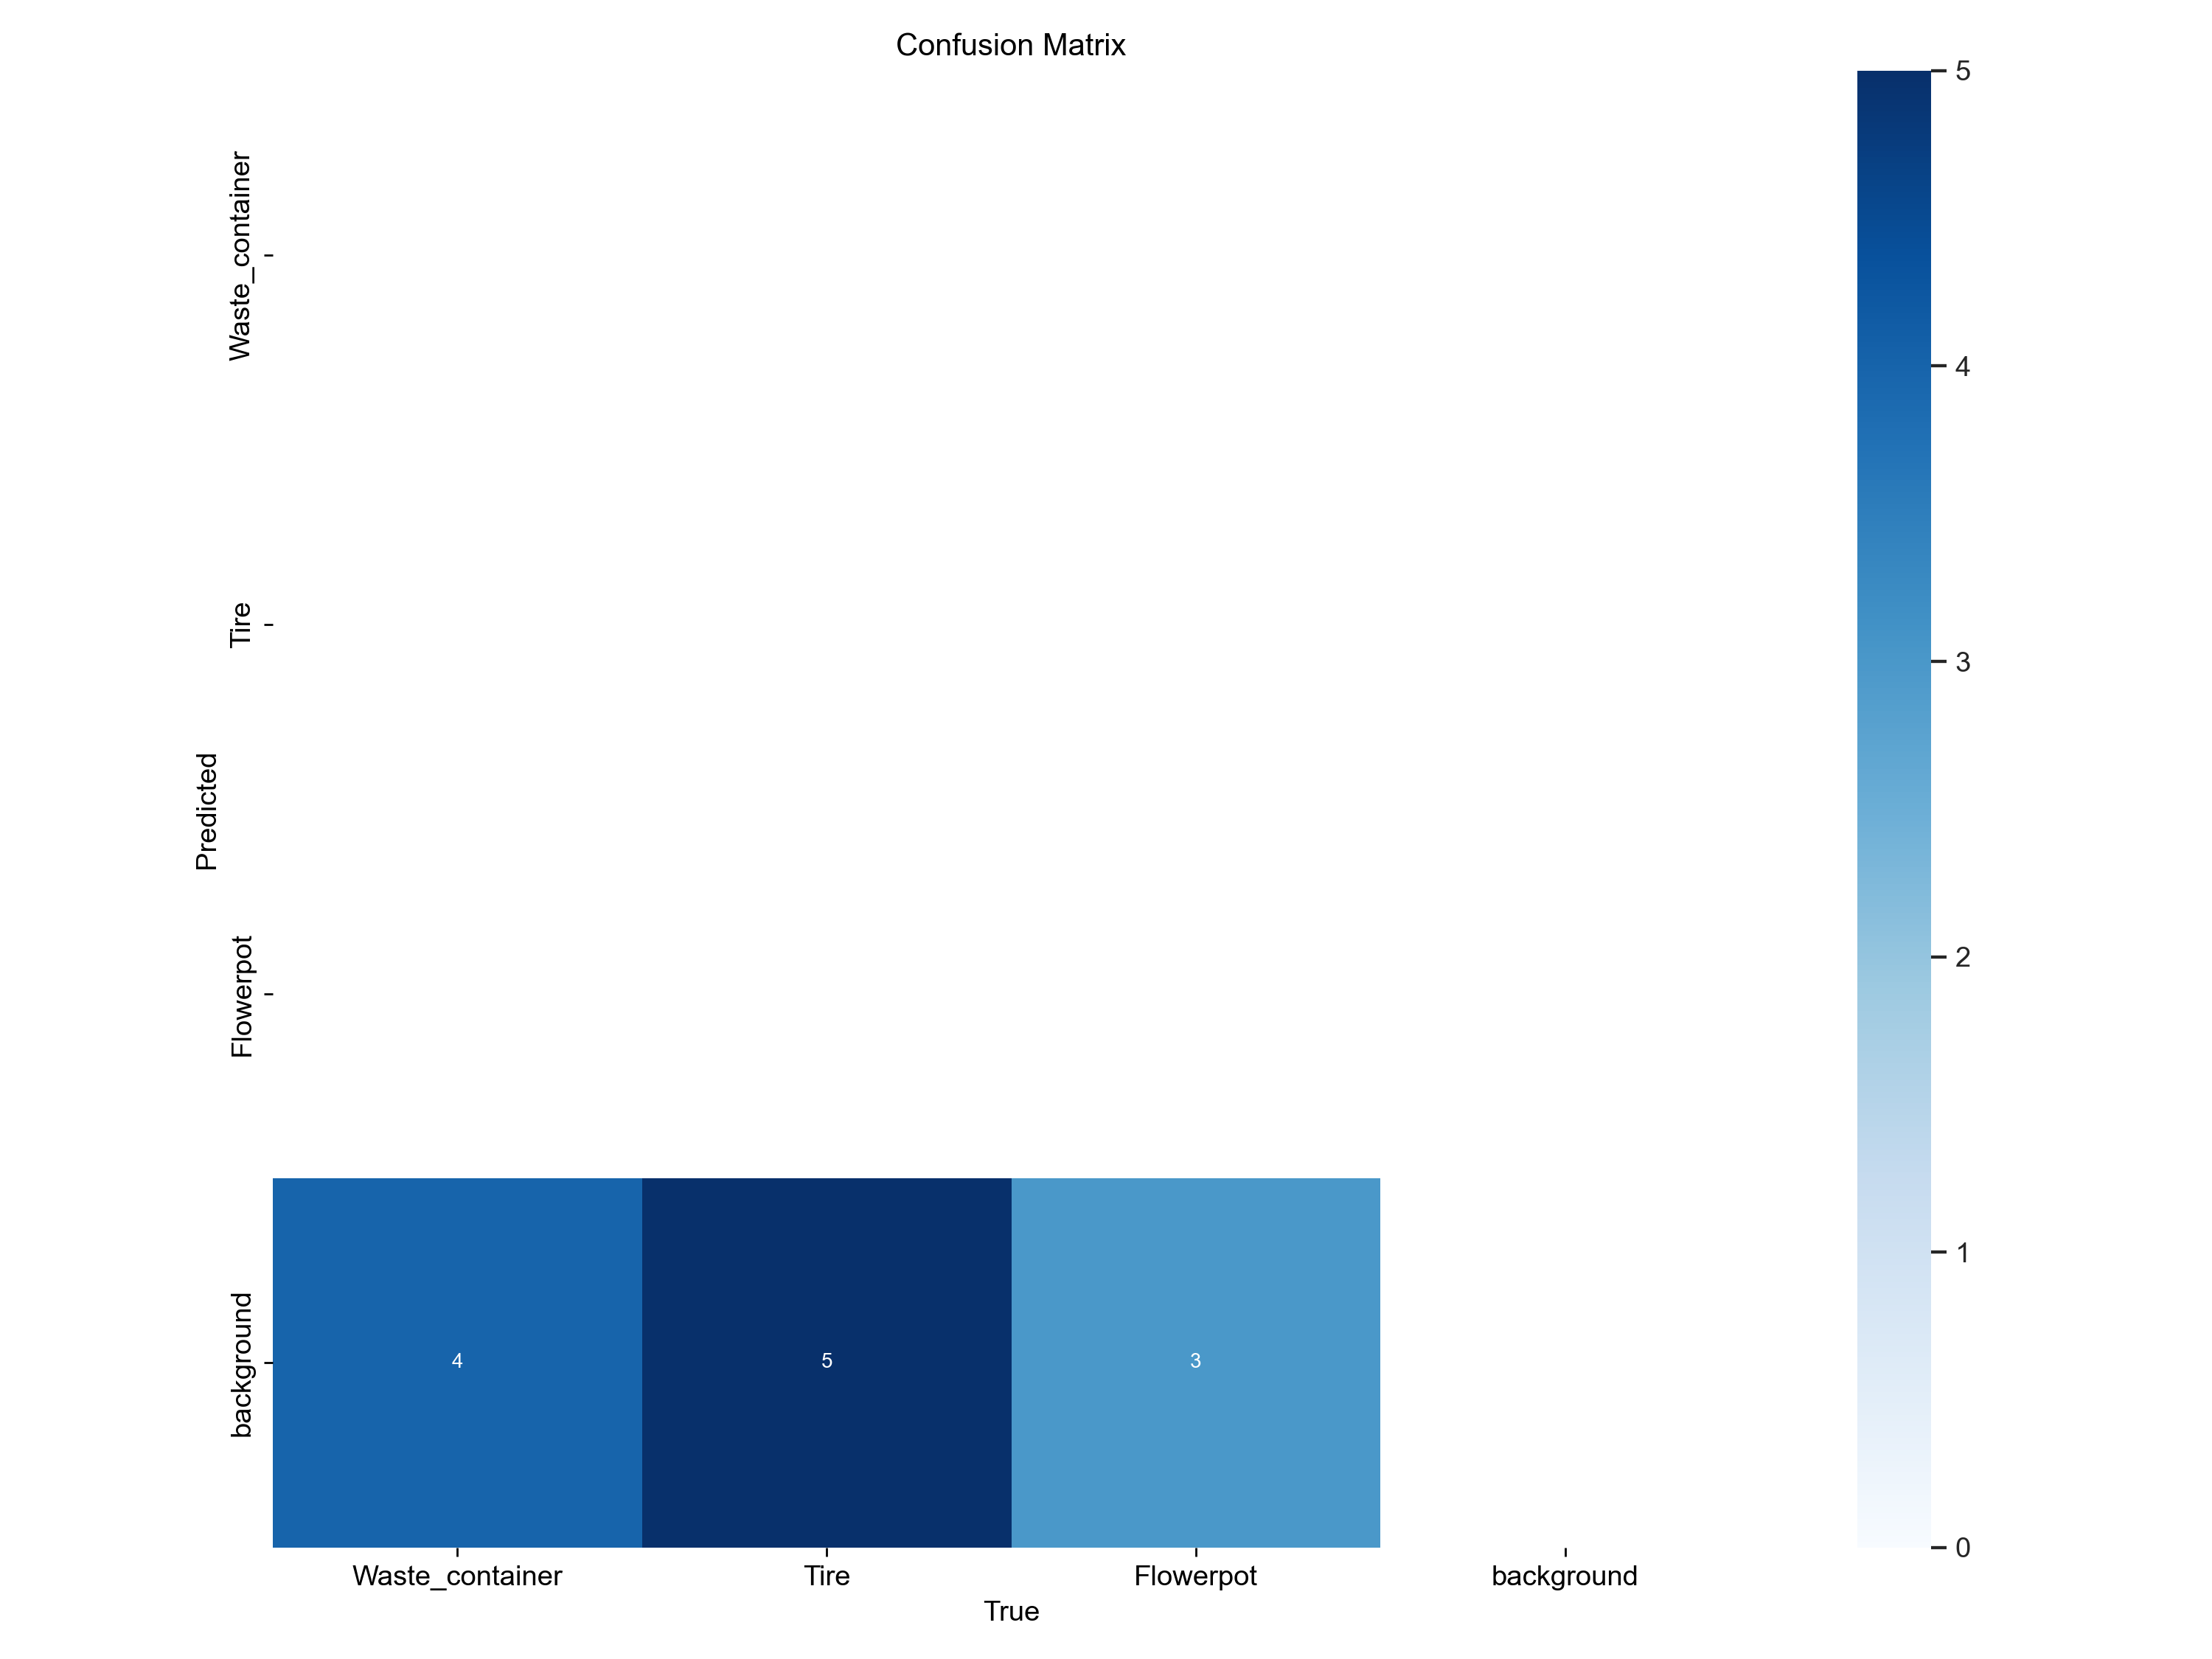 Confusion Matrix
Predicted
Waste_container
Tire
Flowerpot
background
4
5
3
Waste_container
Tire
Flowerpot
background
True
5
4
3
2
1
0